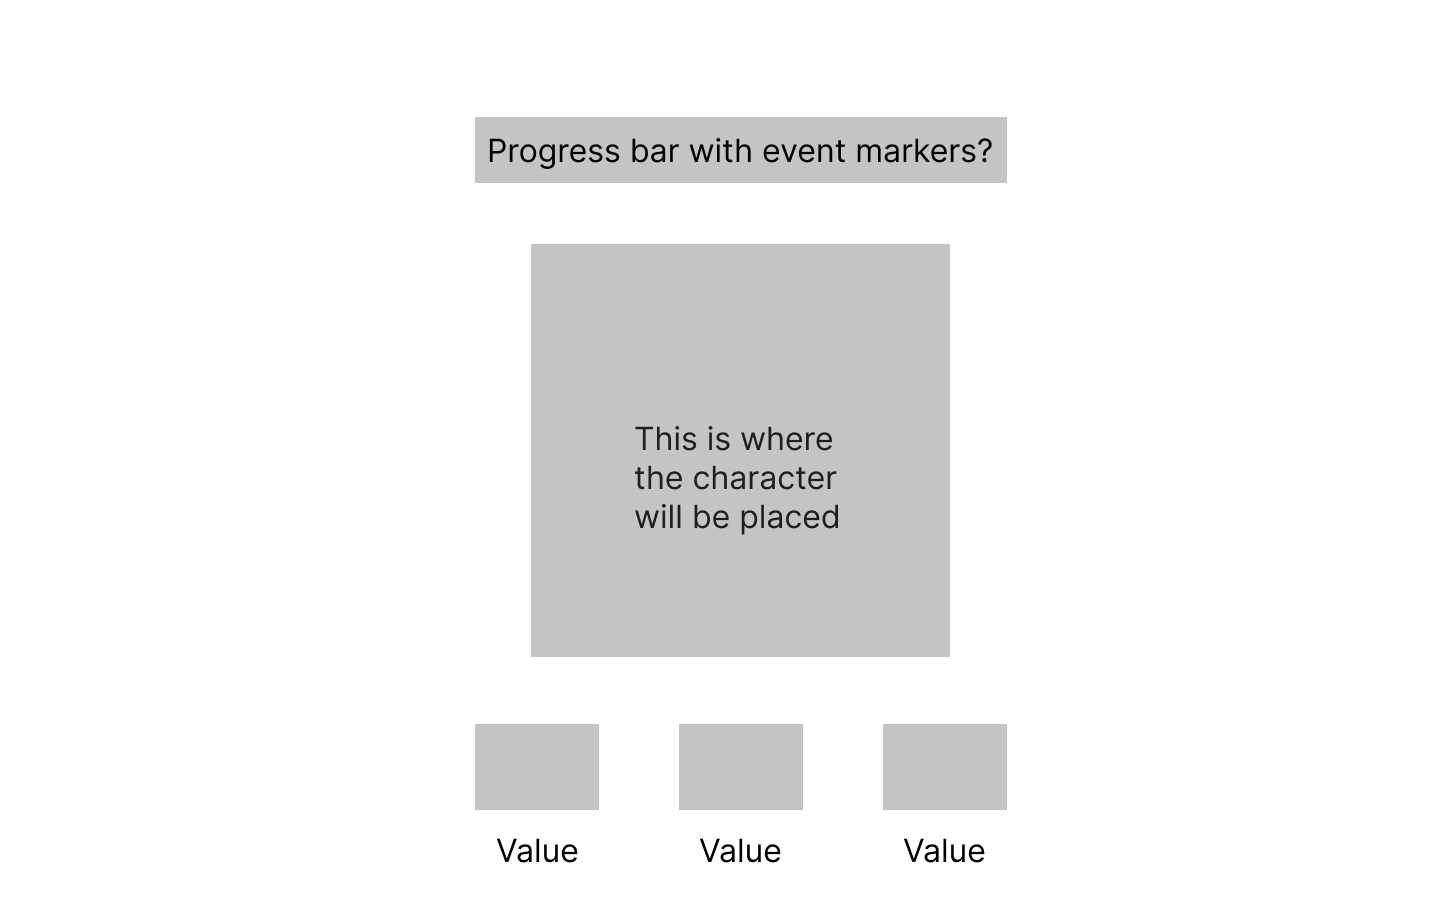 Progress bar with event markers?
This is where
the character
will be placed
Value
Value
Value